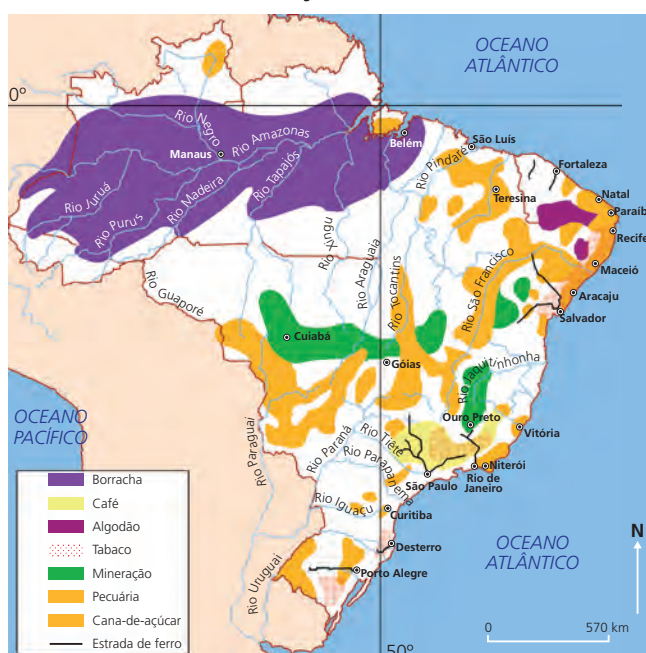 OCEANO
ATLÂNTICO
0º
Rio Negro
Rio Amazonas
Manaus
Belém
Rio Pindaré
São Luís
Fortaleza
Rio Juruá
Rio Purus
Rio Madeira
Rio Tapajós
Teresina
Natal
Paraíb
Recife
Rio Xingu
Rio Araguaia
Rio Tocantins
Rio São Francisco
Maceió
Rio Guaporé
Aracaju
Salvador
Cuiabá
Góias
Rio Jequitinhonha
OCEANO
PACÍFICO
Ouro Preto
Vitória
Rio Paraguai
Rio Paraná
Rio Tietê
Rio Parapanema
São Paulo
Niterói
Rio de
Janeiro
Rio Iguaçu
Curitiba
Desterro
Rio Uruguai
Porto Alegre
OCEANO
ATLÂNTICO
N
Borracha
Café
Algodão
Tabaco
Mineração
Pecuária
Cana-de-açúcar
Estrada de ferro
0 570 km
50º